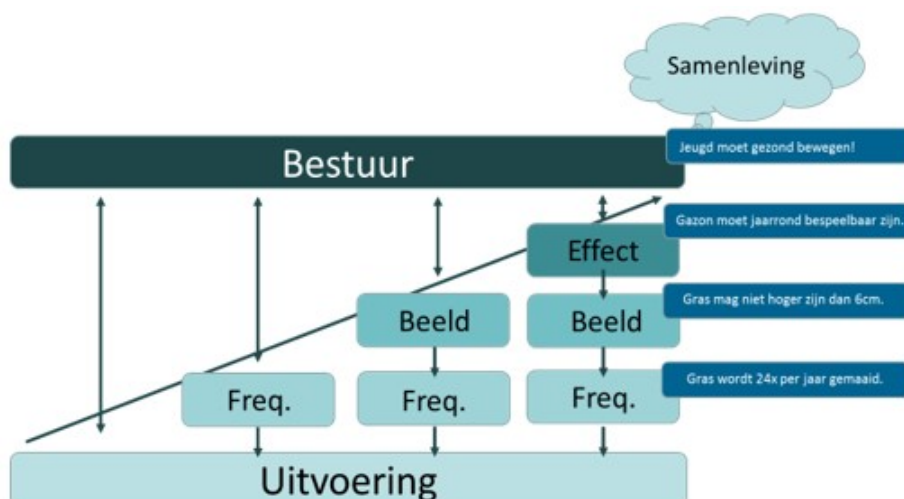 Samenleving
Bestuur
Jeugd moet gezond bewegen!
Gazon moet jaarrond bespeelbaar zijn.
Effect
Gras mag niet hoger zijn dan 6cm.
Beeld
Beeld
Gras wordt 24x per jaar gemaaid.
Freq.
Freq.
Freq.
Uitvoering